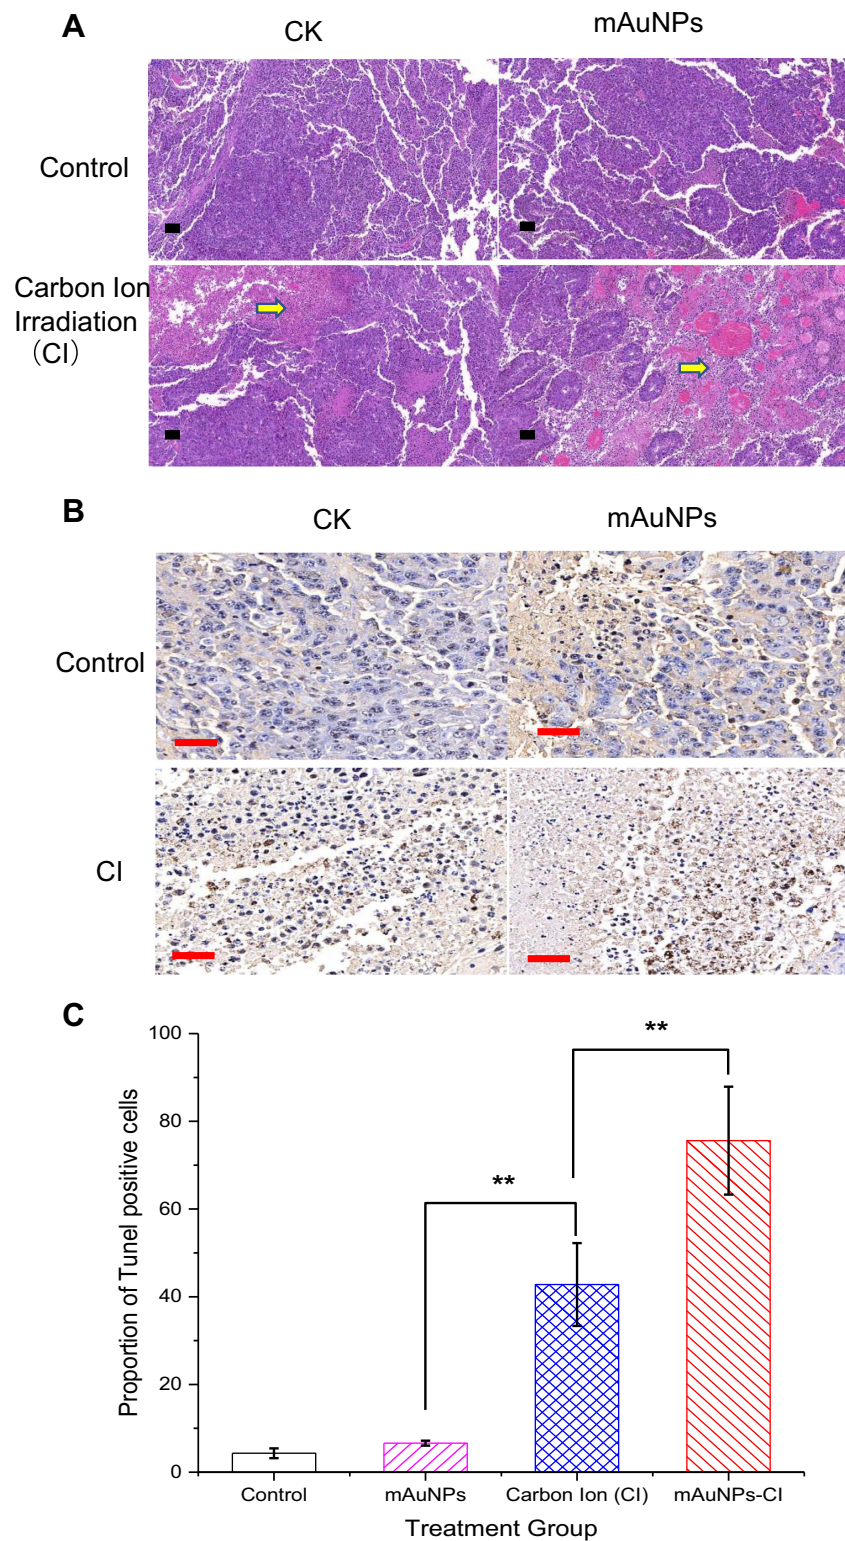 A
CK
mAuNPs
Control
Carbon Ion
Irradiation
（CI）
B
CK
mAuNPs
Control
CI
C
Proportion of Tunel positive cells
100
80
60
40
20
0
**
**
Control
mAuNPs
Carbon Ion (CI)
mAuNPs-CI
Treatment Group